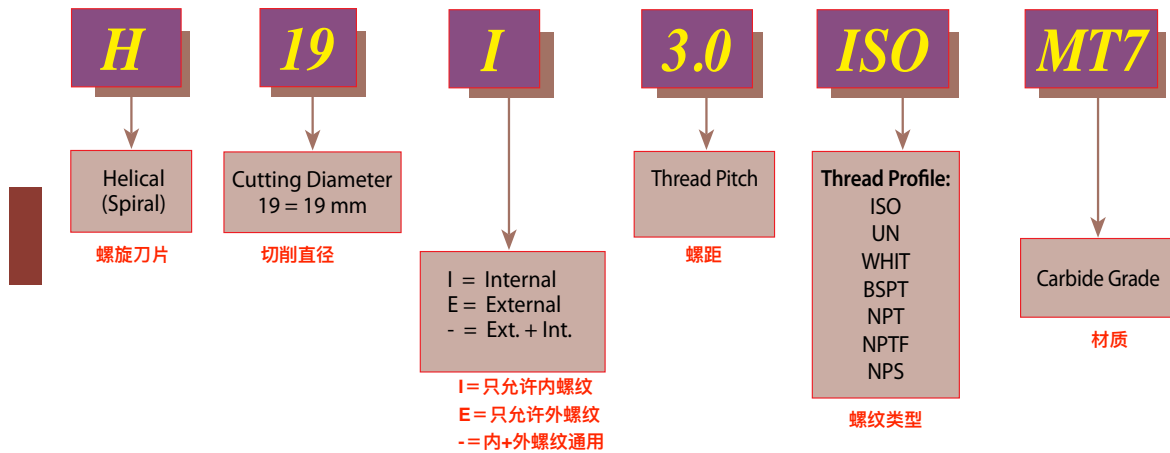 H 19 I 3.0 ISO MT7
Helical
(Spiral)
螺旋刀片
Cutting Diameter
19 = 19 mm
切削直径
I = Internal
E = External
- = Ext. + Int.
I＝只允许内螺纹
E＝只允许外螺纹
-＝内+外螺纹通用
Thread Pitch
螺距
Thread Profile:
ISO
UN
WHIT
BSPT
NPT
NPTF
NPS
螺纹类型
Carbide Grade
材质